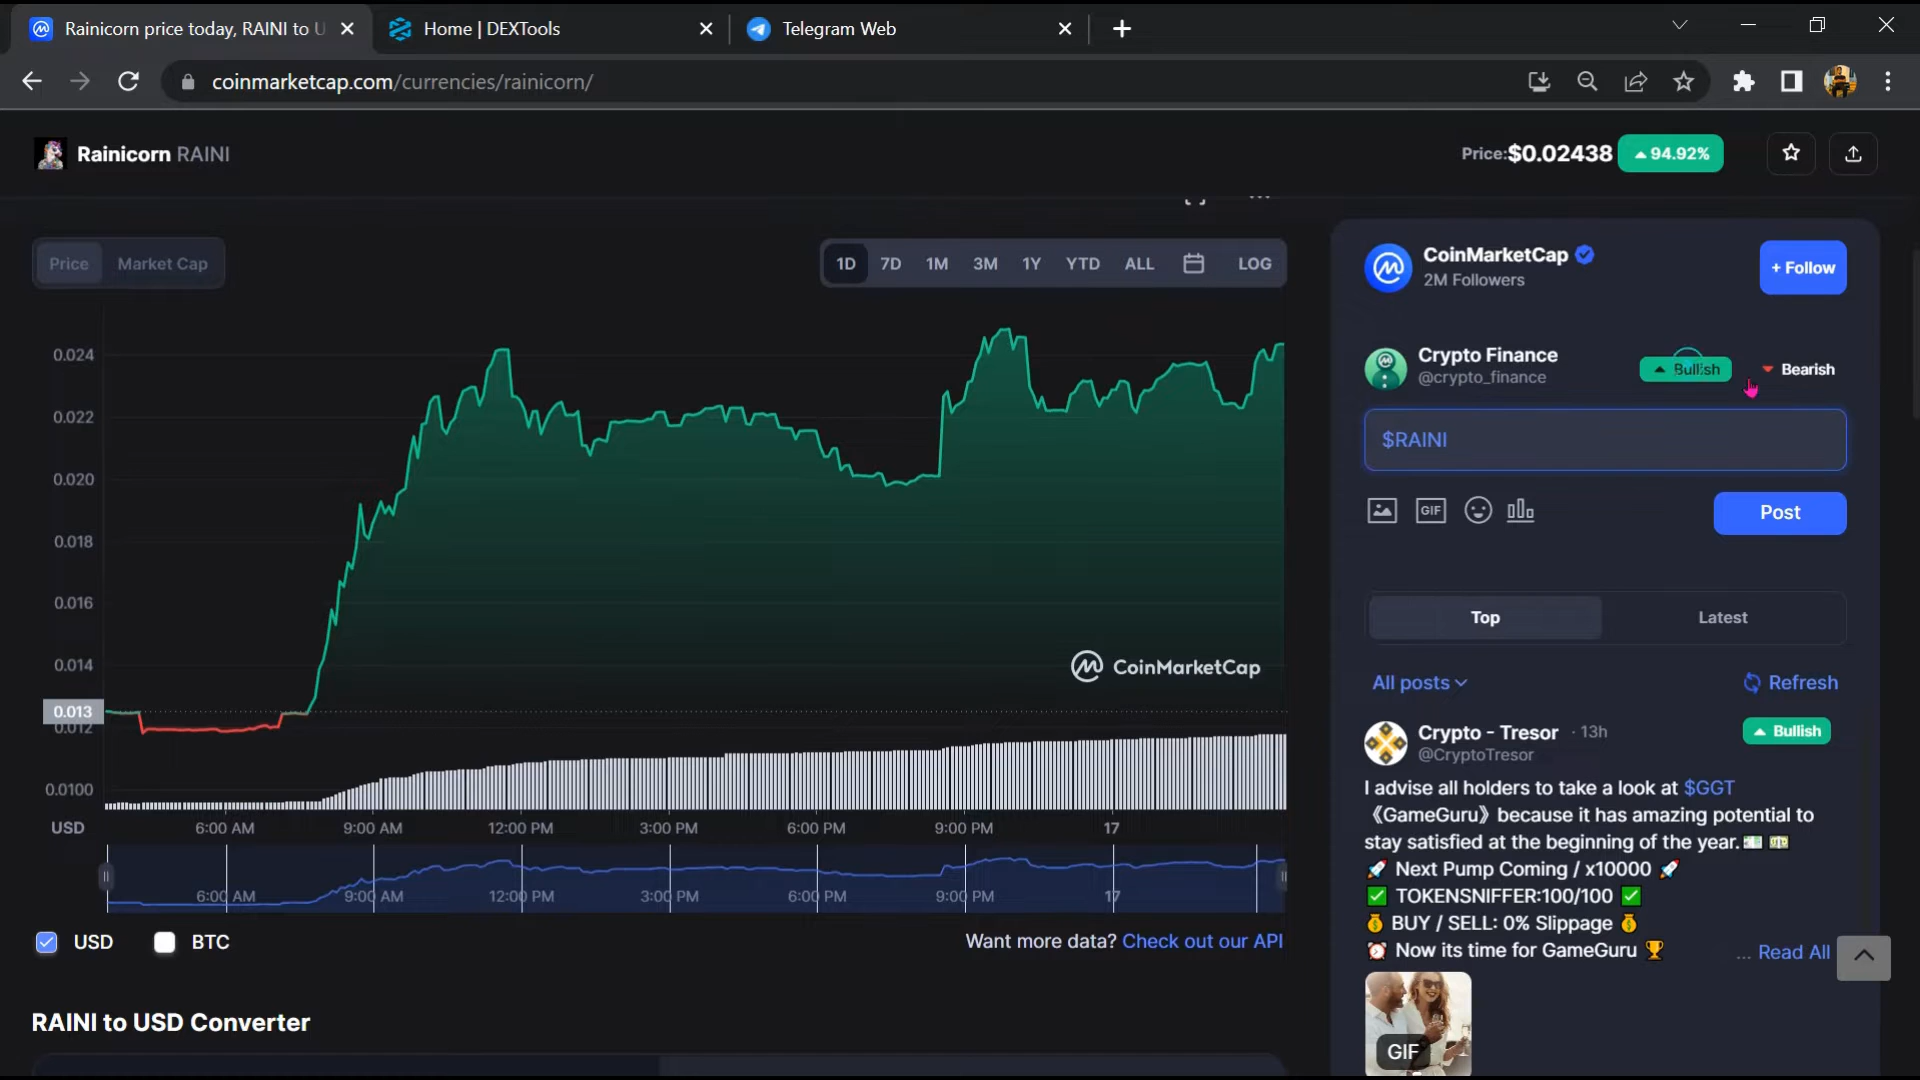 Rainicorn price today, RAINI to U
Home | DEXTools
Telegram Web
coinmarketcap.com/currencies/rainicorn/
Rainicorn RAINI
Price:$0.02438
94.92%
Price
Market Cap
1D
7D
1M
3M
1Y
YTD
ALL
LOG
0.024
0.022
0.020
0.018
0.016
0.014
0.013
0.012
0.0100
CoinMarketCap
USD
6:00 AM
9:00 AM
12:00 PM
3:00 PM
6:00 PM
9:00 PM
17
6:00 AM
9:00 AM
12:00 PM
3:00 PM
6:00 PM
9:00 PM
17
USD
BTC
Want more data? Check out our API
RAINI to USD Converter
CoinMarketCap
2M Followers
+ Follow
Crypto Finance
@crypto_finance
Bullish
Bearish
$RAINI
GIF
Post
Top
Latest
All posts
Refresh
Crypto - Tresor · 13h
@CryptoTresor
Bullish
I advise all holders to take a look at $GGT
《GameGuru》 because it has amazing potential to
stay satisfied at the beginning of the year.💵 💴
🚀 Next Pump Coming / x10000 🚀
✅ TOKENSNIFFER:100/100 ✅
💰 BUY / SELL: 0% Slippage 💰
⏰ Now its time for GameGuru 🏆
... Read All
GIF